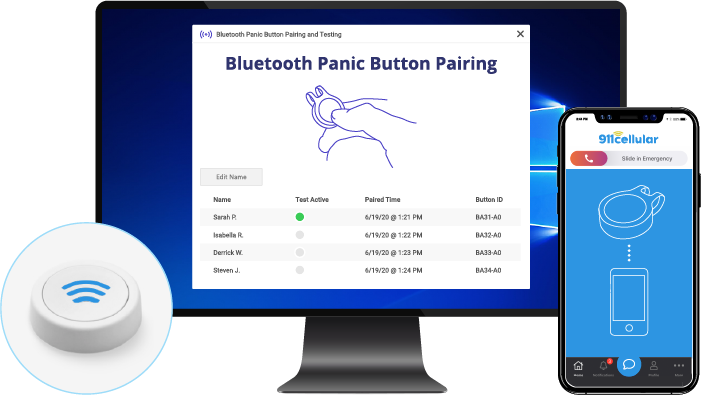 Bluetooth Panic Button Pairing and Testing
Bluetooth Panic Button Pairing
Edit Name
Name Test Active Paired Time Button ID
Sarah P. 6/19/20 @ 1:21 PM BA31-A0
Isabella R. 6/19/20 @ 1:22 PM BA32-A0
Derrick W. 6/19/20 @ 1:23 PM BA33-A0
Steven J. 6/19/20 @ 1:24 PM BA34-A0
911cellular
Slide in Emergency
Home Notifications Profile More